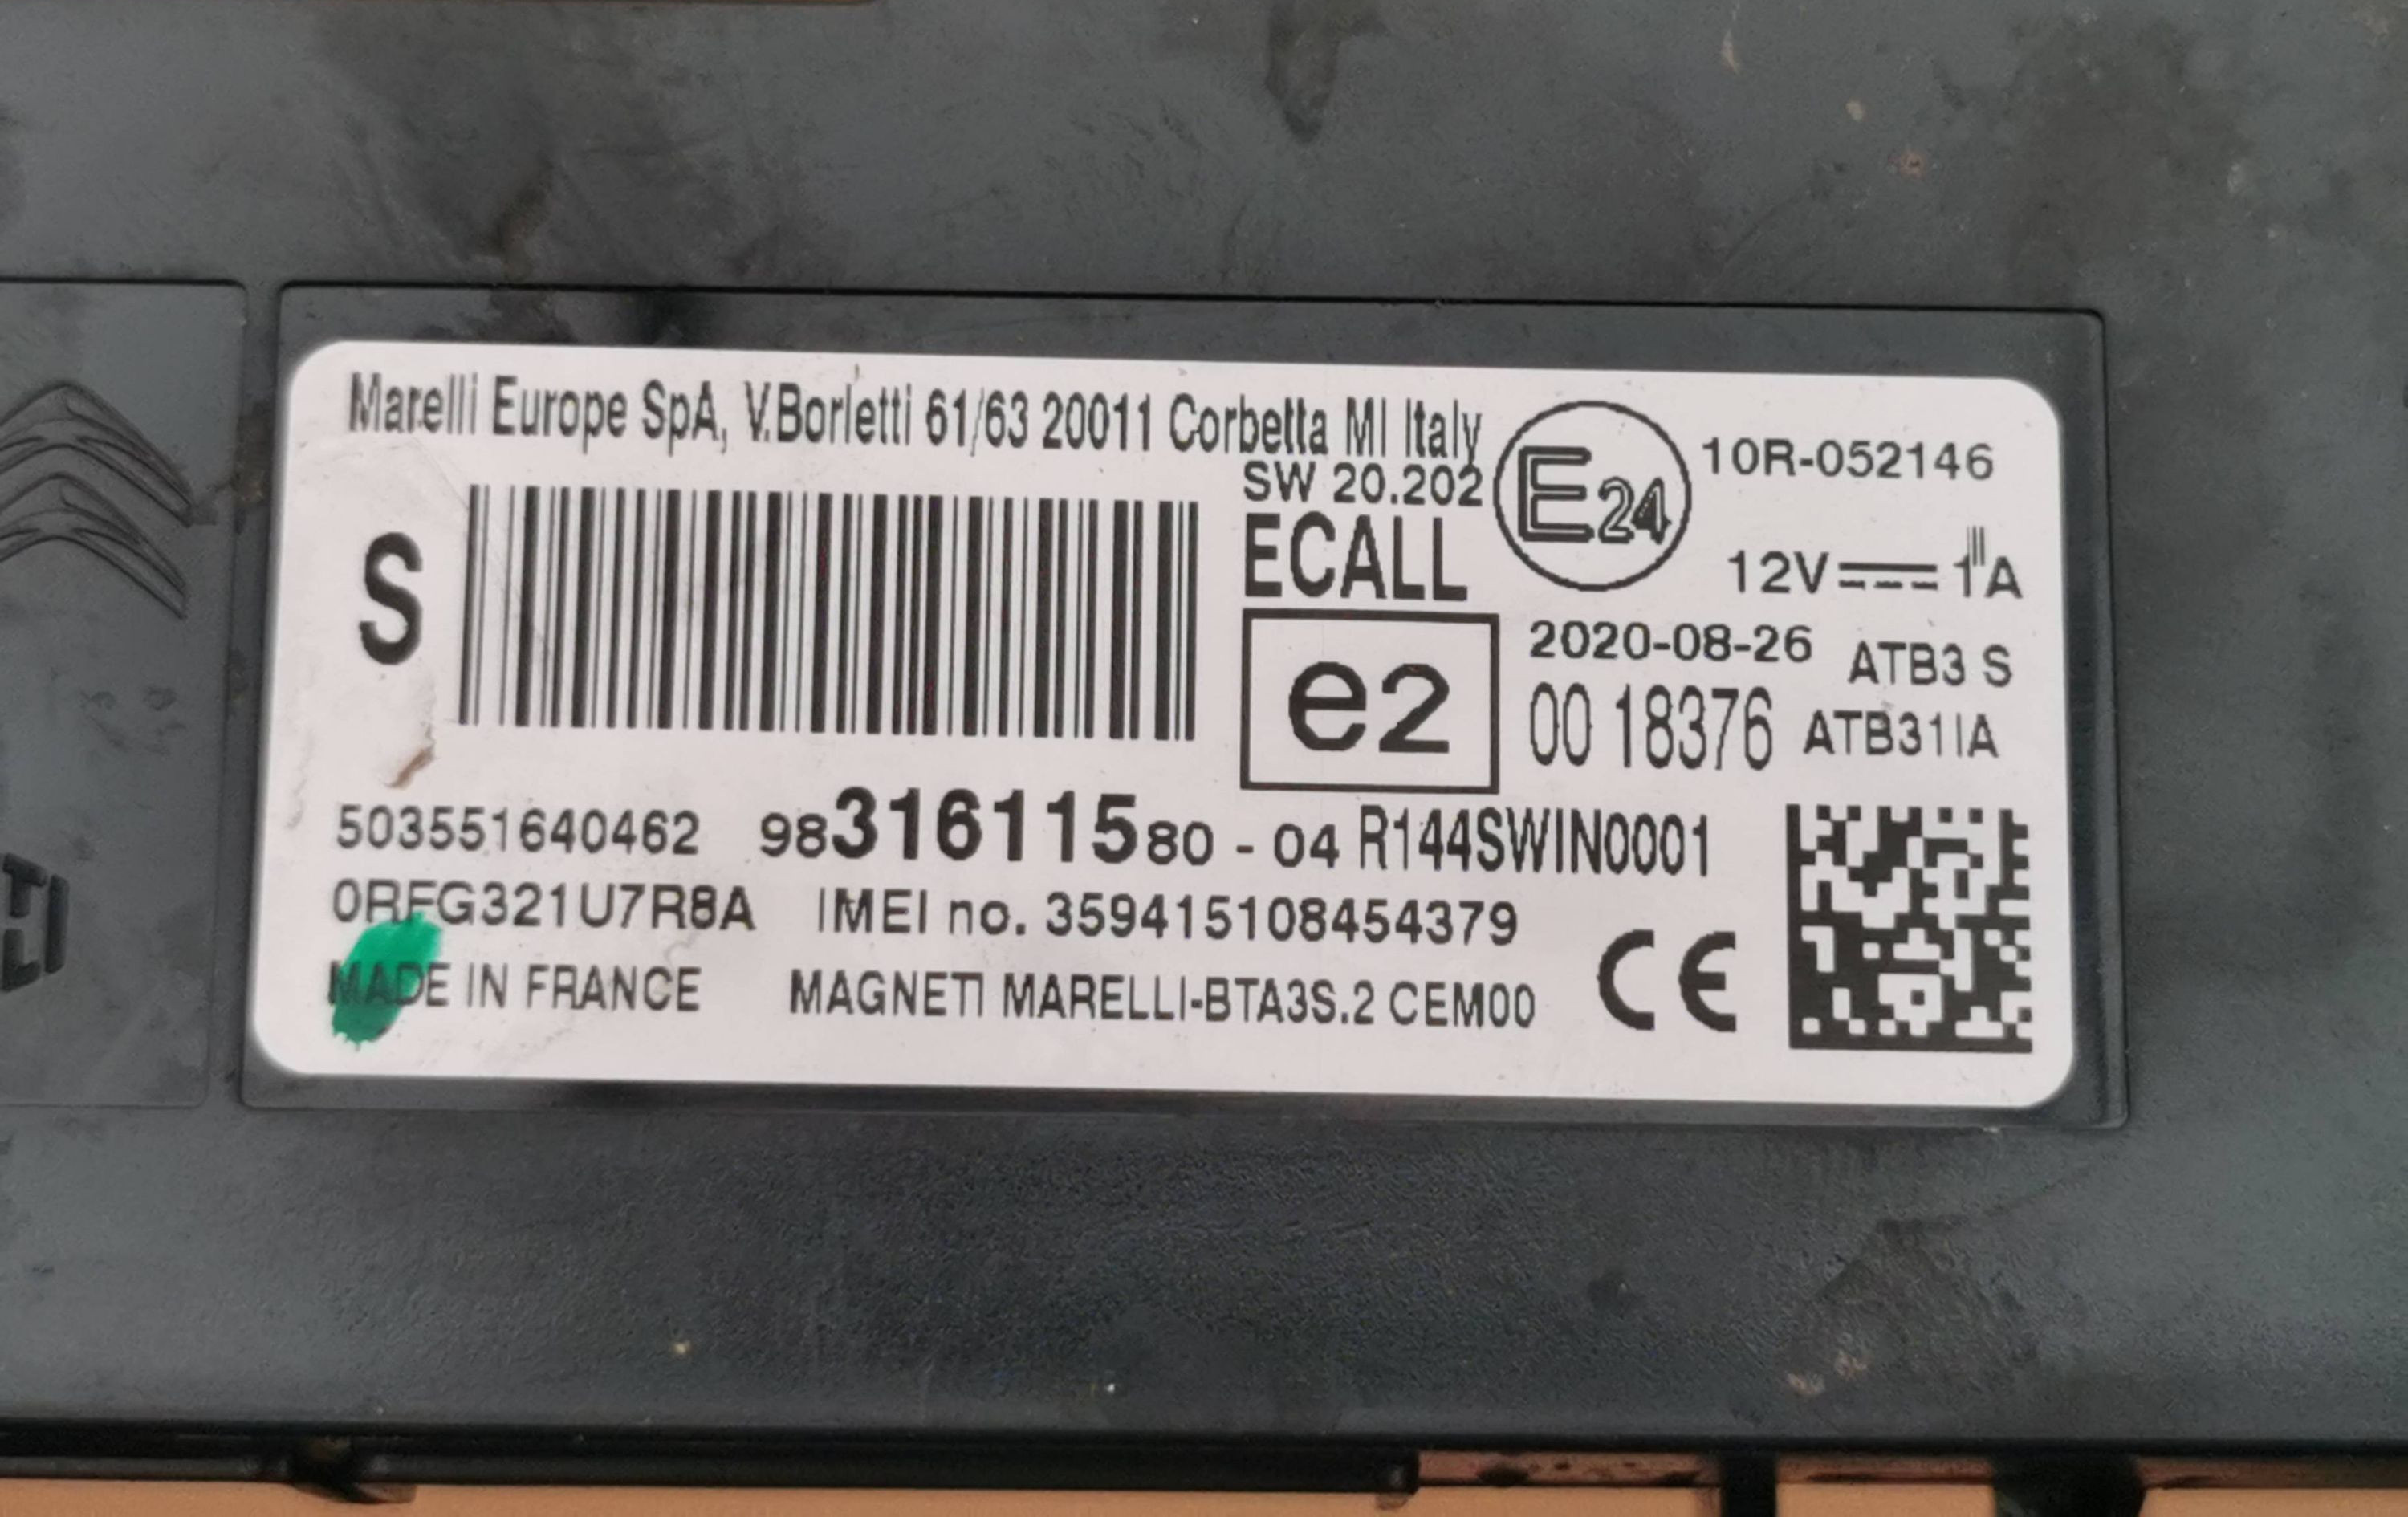 Marelli Europe SpA, V.Borletti 61/63 20011 Corbetta MI Italy
SW 20.202
ECALL
E24
10R-052146
12V 1A
S
e2
2020-08-26 ATB3 S
00 18376 ATB31IA
503551640462 9831611580 - 04 R144SWIN0001
0RFG321U7R8A IMEI no. 359415108454379
MADE IN FRANCE MAGNETI MARELLI-BTA3S.2 CEM00
CE